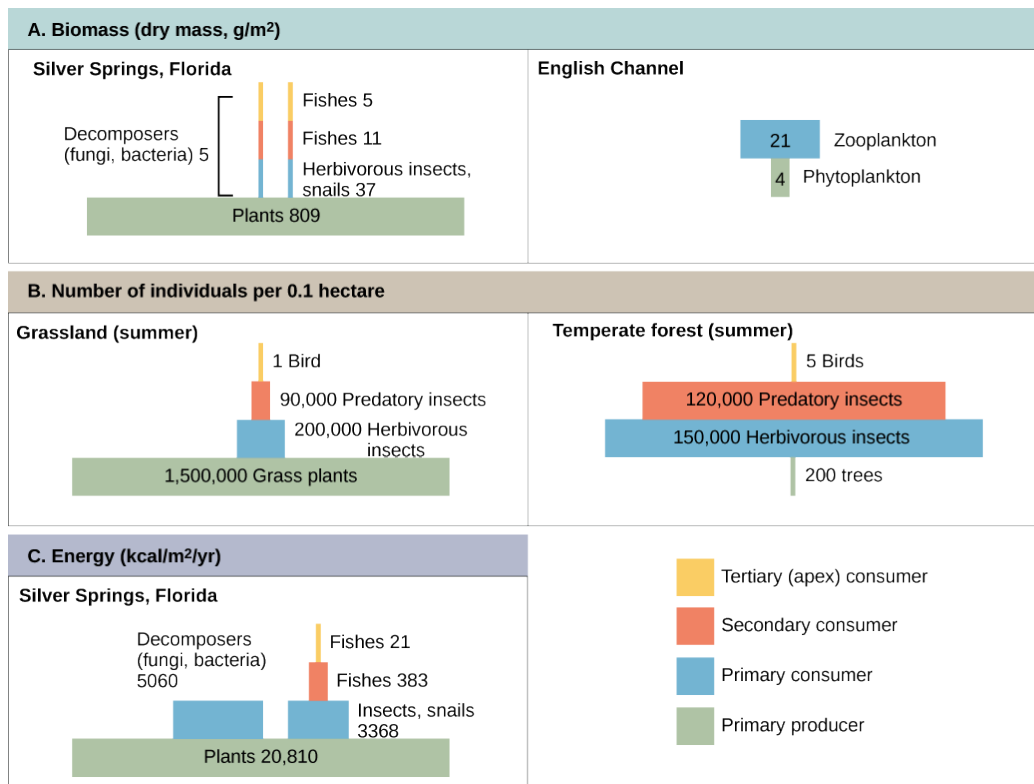 A. Biomass (dry mass, g/m²)
Silver Springs, Florida
Decomposers
(fungi, bacteria) 5
Fishes 5
Fishes 11
Herbivorous insects,
snails 37
Plants 809
English Channel
21
Zooplankton
4
Phytoplankton
B. Number of individuals per 0.1 hectare
Grassland (summer)
1 Bird
90,000 Predatory insects
200,000 Herbivorous
insects
1,500,000 Grass plants
Temperate forest (summer)
5 Birds
120,000 Predatory insects
150,000 Herbivorous insects
200 trees
C. Energy (kcal/m²/yr)
Silver Springs, Florida
Decomposers
(fungi, bacteria)
5060
Fishes 21
Fishes 383
Insects, snails
3368
Plants 20,810
Tertiary (apex) consumer
Secondary consumer
Primary consumer
Primary producer